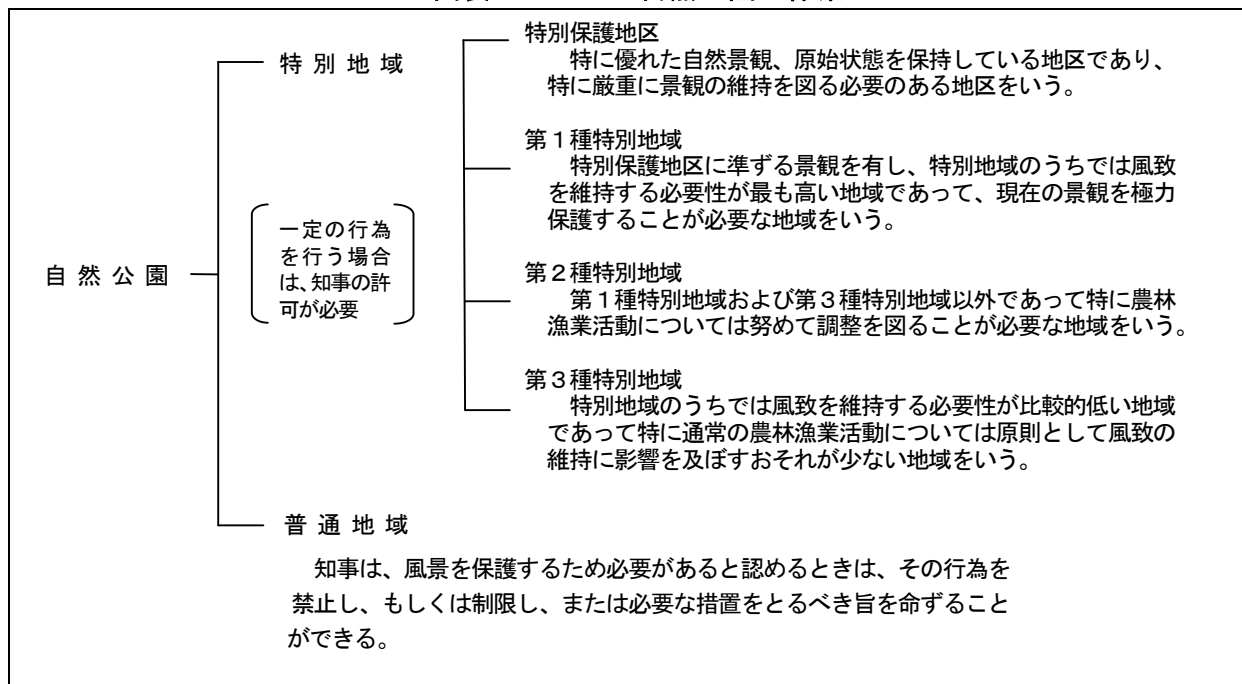 自然公園
特別地域
一定の行為
を行う場合
は、知事の許
可が必要
特別保護地区
特に優れた自然景観、原始状態を保持している地区であり、
特に厳重に景観の維持を図る必要のある地区をいう。
第１種特別地域
特別保護地区に準ずる景観を有し、特別地域のうちでは風致
を維持する必要性が最も高い地域であって、現在の景観を極力
保護することが必要な地域をいう。
第２種特別地域
第１種特別地域および第３種特別地域以外であって特に農林
漁業活動については努めて調整を図ることが必要な地域をいう。
第３種特別地域
特別地域のうちでは風致を維持する必要性が比較的低い地域
であって特に通常の農林漁業活動については原則として風致の
維持に影響を及ぼすおそれが少ない地域をいう。
普通地域
知事は、風景を保護するため必要があると認めるときは、その行為を
禁止し、もしくは制限し、または必要な措置をとるべき旨を命ずること
ができる。